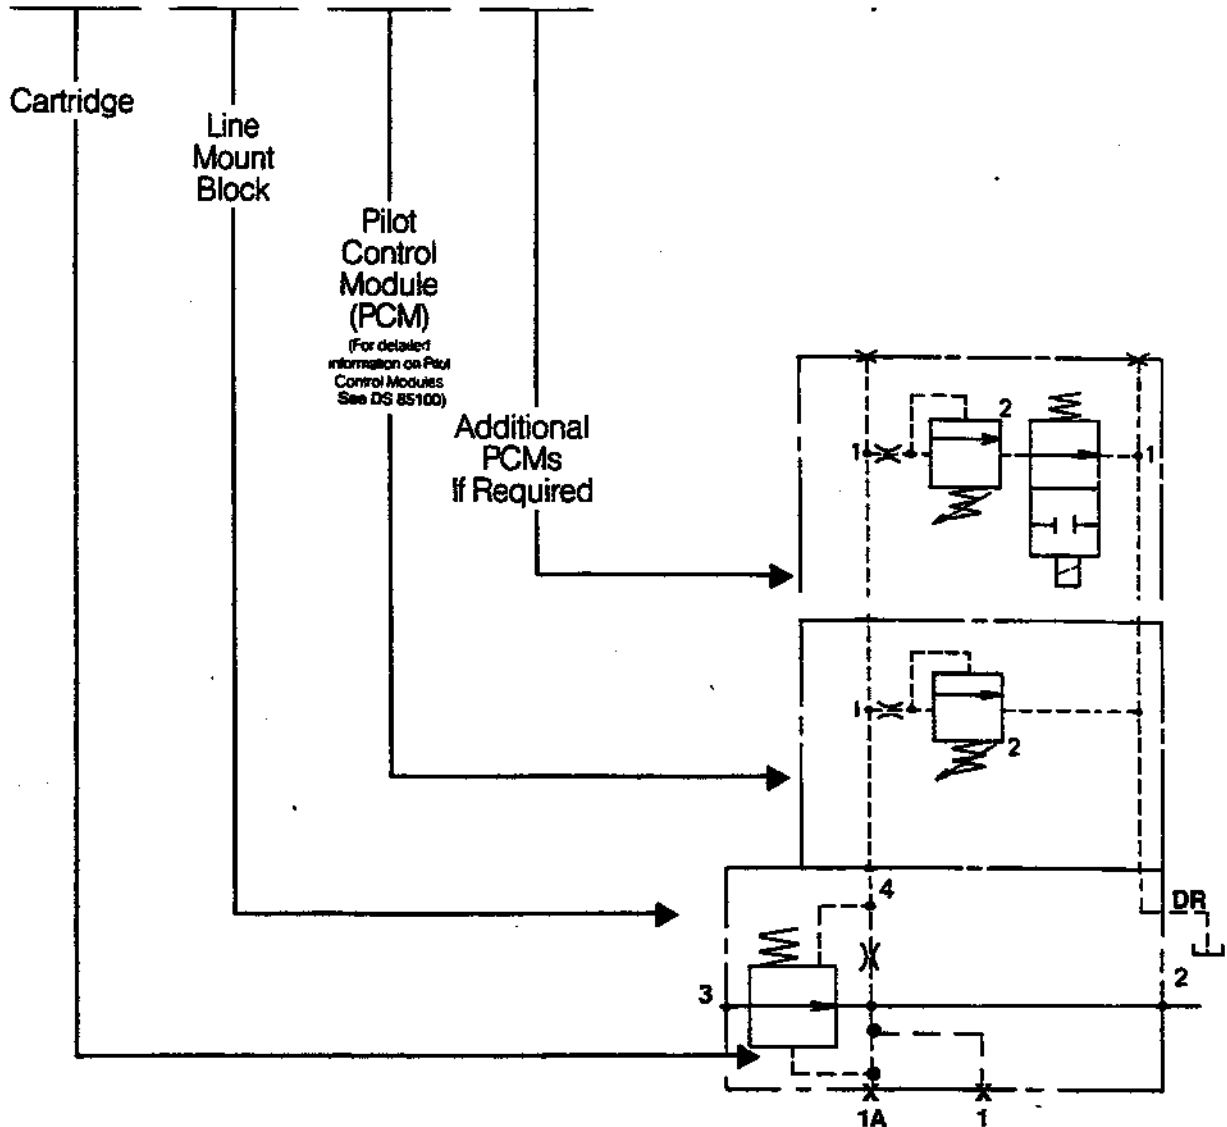 Cartridge
Line
Mount
Block
Pilot
Control
Module
(PCM)
(For detailed
information on Pilot
Control Modules
See DS 85100)
Additional
PCMs
If Required
2
1
1
1
2
4
DR
3
2
1A
1